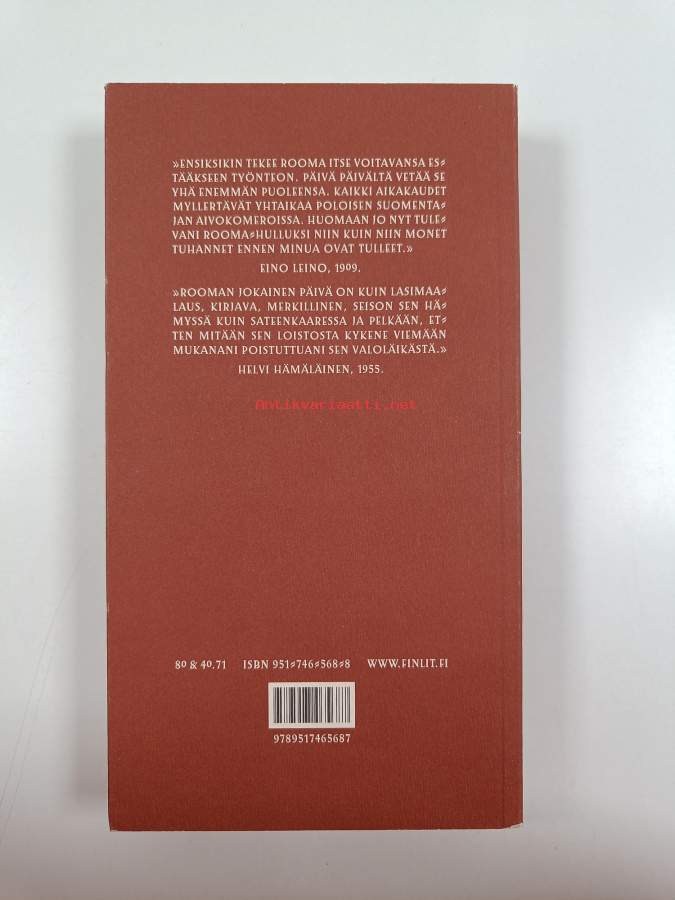 »ENSIKSIKIN TEKEE ROOMA ITSE VOITAVANSA ES=
TÄÄKSEEN TYÖNTEON. PÄIVÄ PÄIVÄLTÄ VETÄÄ SE
YHÄ ENEMMÄN PUOLEENSA. KAIKKI AIKAKAUDET
MYLLERTÄVÄT YHTAIKAA POLOISEN SUOMENTA=
JAN AIVOKOMEROISSA. HUOMAAN JO NYT TULE=
VANI ROOMA=HULLUKSI NIIN KUIN NIIN MONET
TUHANNET ENNEN MINUA OVAT TULLEET.»
EINO LEINO, 1909.
»ROOMAN JOKAINEN PÄIVÄ ON KUIN LASIMAA=
LAUS, KIRJAVA, MERKILLINEN, SEISON SEN HÄ=
MYSSÄ KUIN SATEENKAARESSA JA PELKÄÄN, ET=
TEN MITÄÄN SEN LOISTOSTA KYKENE VIEMÄÄN
MUKANANI POISTUTTUANI SEN VALOLÄIKÄSTÄ.»
HELVI HÄMÄLÄINEN, 1955.
Antikvariaatti.net
80 & 40.71 ISBN 951=746=568=8 WWW.FINLIT.FI
9789517465687